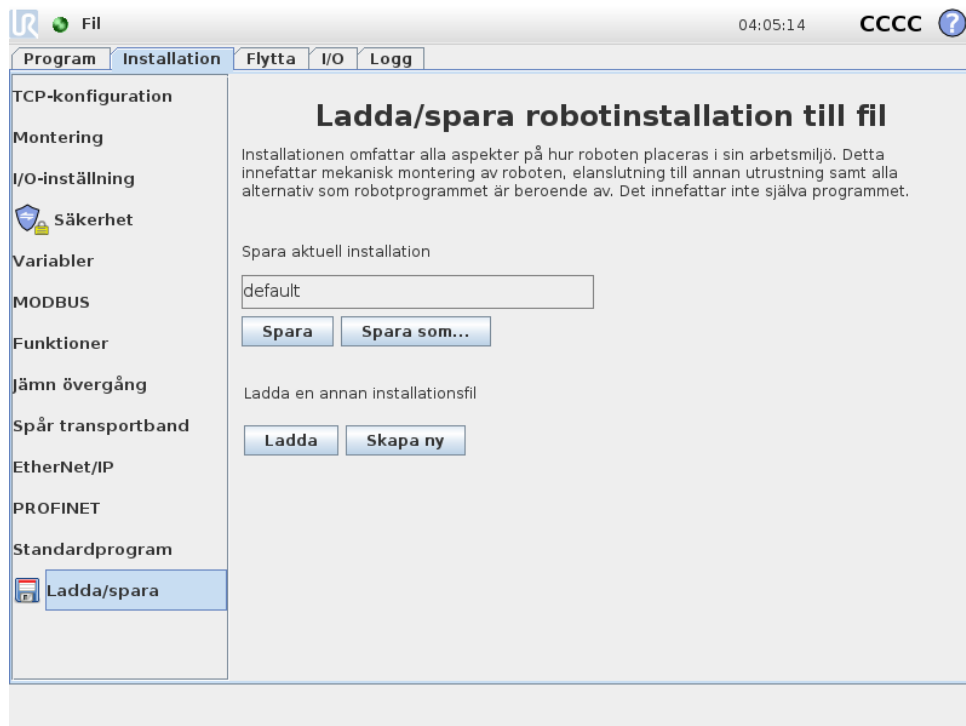 UR
Fil
04:05:14
CCCC
?
Program
Installation
Flytta
I/O
Logg
TCP-konfiguration
Montering
I/O-inställning
Säkerhet
Variabler
MODBUS
Funktioner
Jämn övergång
Spår transportband
EtherNet/IP
PROFINET
Standardprogram
Ladda/spara
Ladda/spara robotinstallation till fil
Installationen omfattar alla aspekter på hur roboten placeras i sin arbetsmiljö. Detta
innefattar mekanisk montering av roboten, elanslutning till annan utrustning samt alla
alternativ som robotprogrammet är beroende av. Det innefattar inte själva programmet.
Spara aktuell installation
default
Spara
Spara som...
Ladda en annan installationsfil
Ladda
Skapa ny